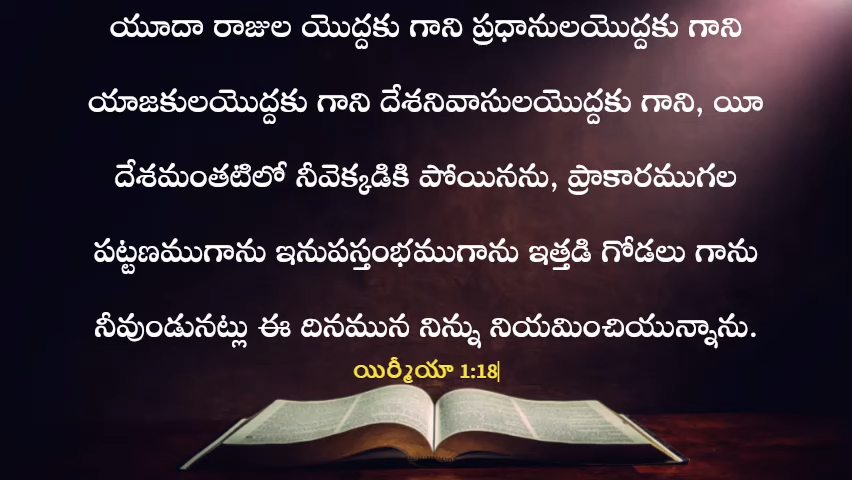 యూదా రాజుల యొద్దకు గాని ప్రధానులయొద్దకు గాని
యాజకులయొద్దకు గాని దేశనివాసులయొద్దకు గాని, యీ
దేశమంతటిలో నీవెక్కడికి పోయినను, ప్రాకారముగల
పట్టణముగాను ఇనుపస్తంభముగాను ఇత్తడి గోడలు గాను
నీవుండునట్లు ఈ దినమున నిన్ను నియమించియున్నాను.
యిర్మీయా 1:18